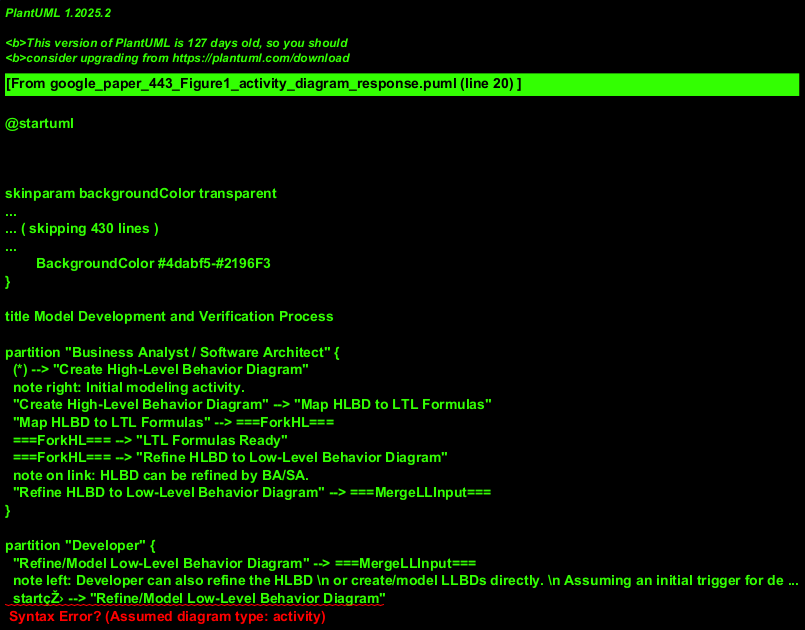 PlantUML 1.2025.2
<b>This version of PlantUML is 127 days old, so you should
<b>consider upgrading from https://plantuml.com/download
[From google_paper_443_Figure1_activity_diagram_response.puml (line 20) ]
@startuml
skinparam backgroundColor transparent
...
... ( skipping 430 lines )
...
BackgroundColor #4dabf5-#2196F3
}
title Model Development and Verification Process
partition "Business Analyst / Software Architect" {
(*) --> "Create High-Level Behavior Diagram"
note right: Initial modeling activity.
"Create High-Level Behavior Diagram" --> "Map HLBD to LTL Formulas"
"Map HLBD to LTL Formulas" --> ===ForkHL===
===ForkHL=== --> "LTL Formulas Ready"
===ForkHL=== --> "Refine HLBD to Low-Level Behavior Diagram"
note on link: HLBD can be refined by BA/SA.
"Refine HLBD to Low-Level Behavior Diagram" --> ===MergeLLInput===
}
partition "Developer" {
"Refine/Model Low-Level Behavior Diagram" --> ===MergeLLInput===
note left: Developer can also refine the HLBD \n or create/model LLBDs directly. \n Assuming an initial trigger for de ...
startçŽ› --> "Refine/Model Low-Level Behavior Diagram"
Syntax Error? (Assumed diagram type: activity)